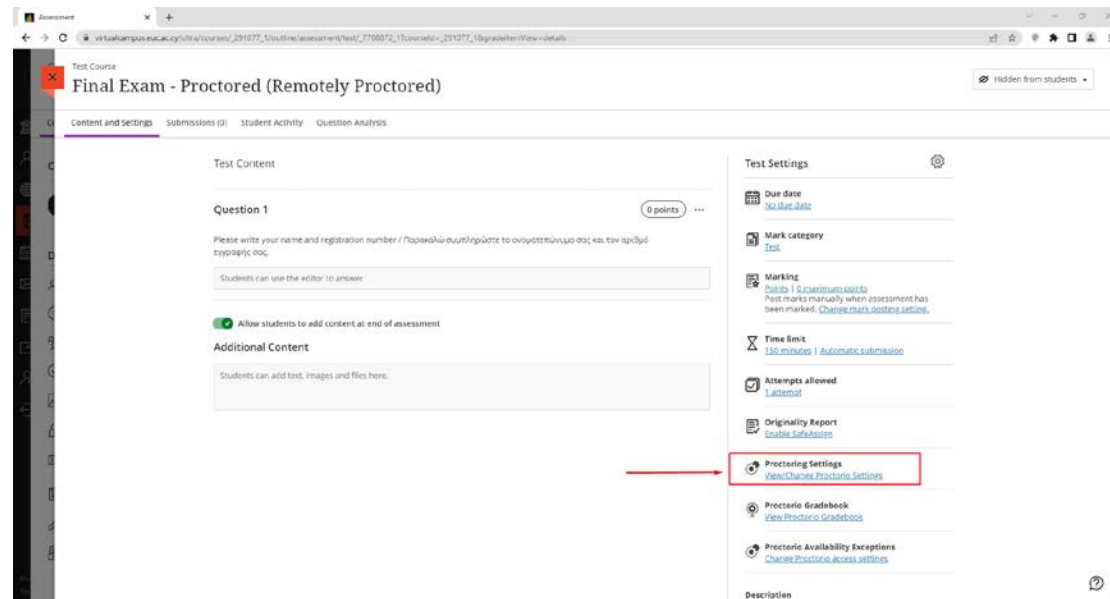 Assessment
virtualcampus.euc.ac.cy/ultra/courses/_291077_1/outline/assessment/test/_7708072_1?courseId=_291077_1&gradeitemView=details
Test Course
Final Exam - Proctored (Remotely Proctored)
Hidden from students
Content and Settings Submissions (0) Student Activity Question Analysis
Test Content
Question 1
0 points
Please write your name and registration number / Παρακαλώ συμπληρώστε το ονοματεπώνυμο σας και τον αριθμό
εγγραφής σας.
Students can use the editor to answer
Allow students to add content at end of assessment
Additional Content
Students can add text, images and files here.
Test Settings
Due date
No due date
Mark category
Test
Marking
Points | 0 maximum points
Post marks manually when assessment has
been marked. Change mark posting setting.
Time limit
150 minutes | Automatic submission
Attempts allowed
1 attempt
Originality Report
Enable SafeAssign
Proctoring Settings
View/Change Proctorio Settings
Proctorio Gradebook
View Proctorio Gradebook
Proctorio Availability Exceptions
Change Proctorio access settings
Description